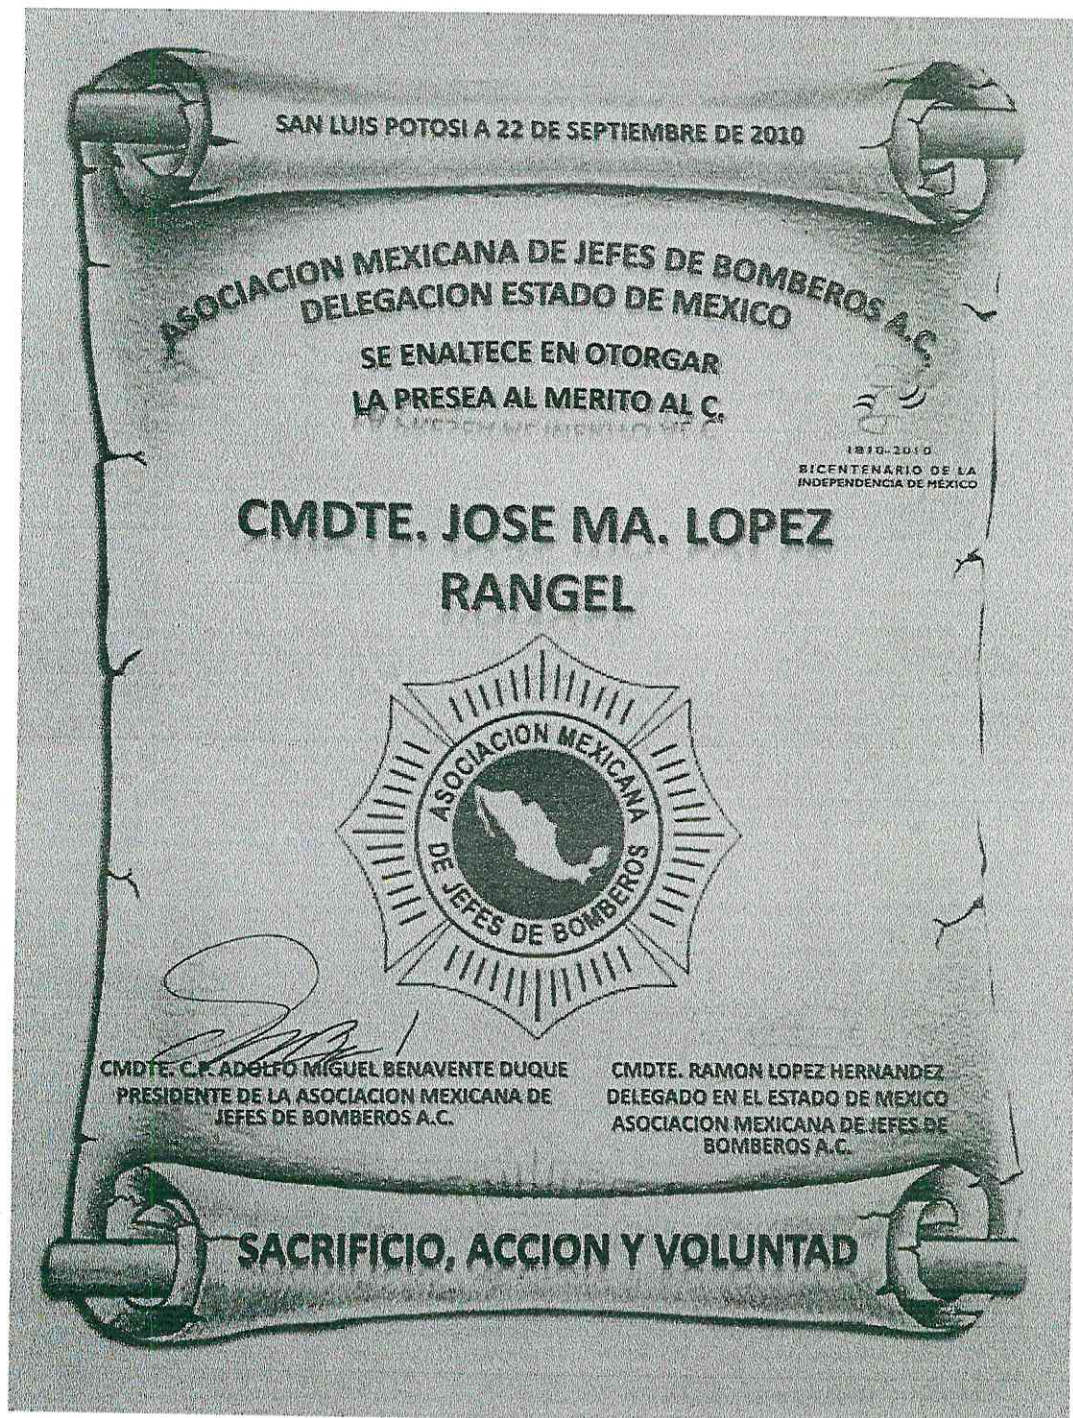 SAN LUIS POTOSI A 22 DE SEPTIEMBRE DE 2010
ASOCIACION MEXICANA DE JEFES DE BOMBEROS A.C.
DELEGACION ESTADO DE MEXICO
SE ENALTECE EN OTORGAR
LA PRESEA AL MERITO AL C.
1810-2010
BICENTENARIO DE LA
INDEPENDENCIA DE MÉXICO
CMDTE. JOSE MA. LOPEZ
RANGEL
ASOCIACION MEXICANA
DE JEFES DE BOMBEROS
CMDTE. C.P. ADOLFO MIGUEL BENAVENTE DUQUE
PRESIDENTE DE LA ASOCIACION MEXICANA DE
JEFES DE BOMBEROS A.C.
CMDTE. RAMON LOPEZ HERNANDEZ
DELEGADO EN EL ESTADO DE MEXICO
ASOCIACION MEXICANA DE JEFES DE
BOMBEROS A.C.
SACRIFICIO, ACCION Y VOLUNTAD